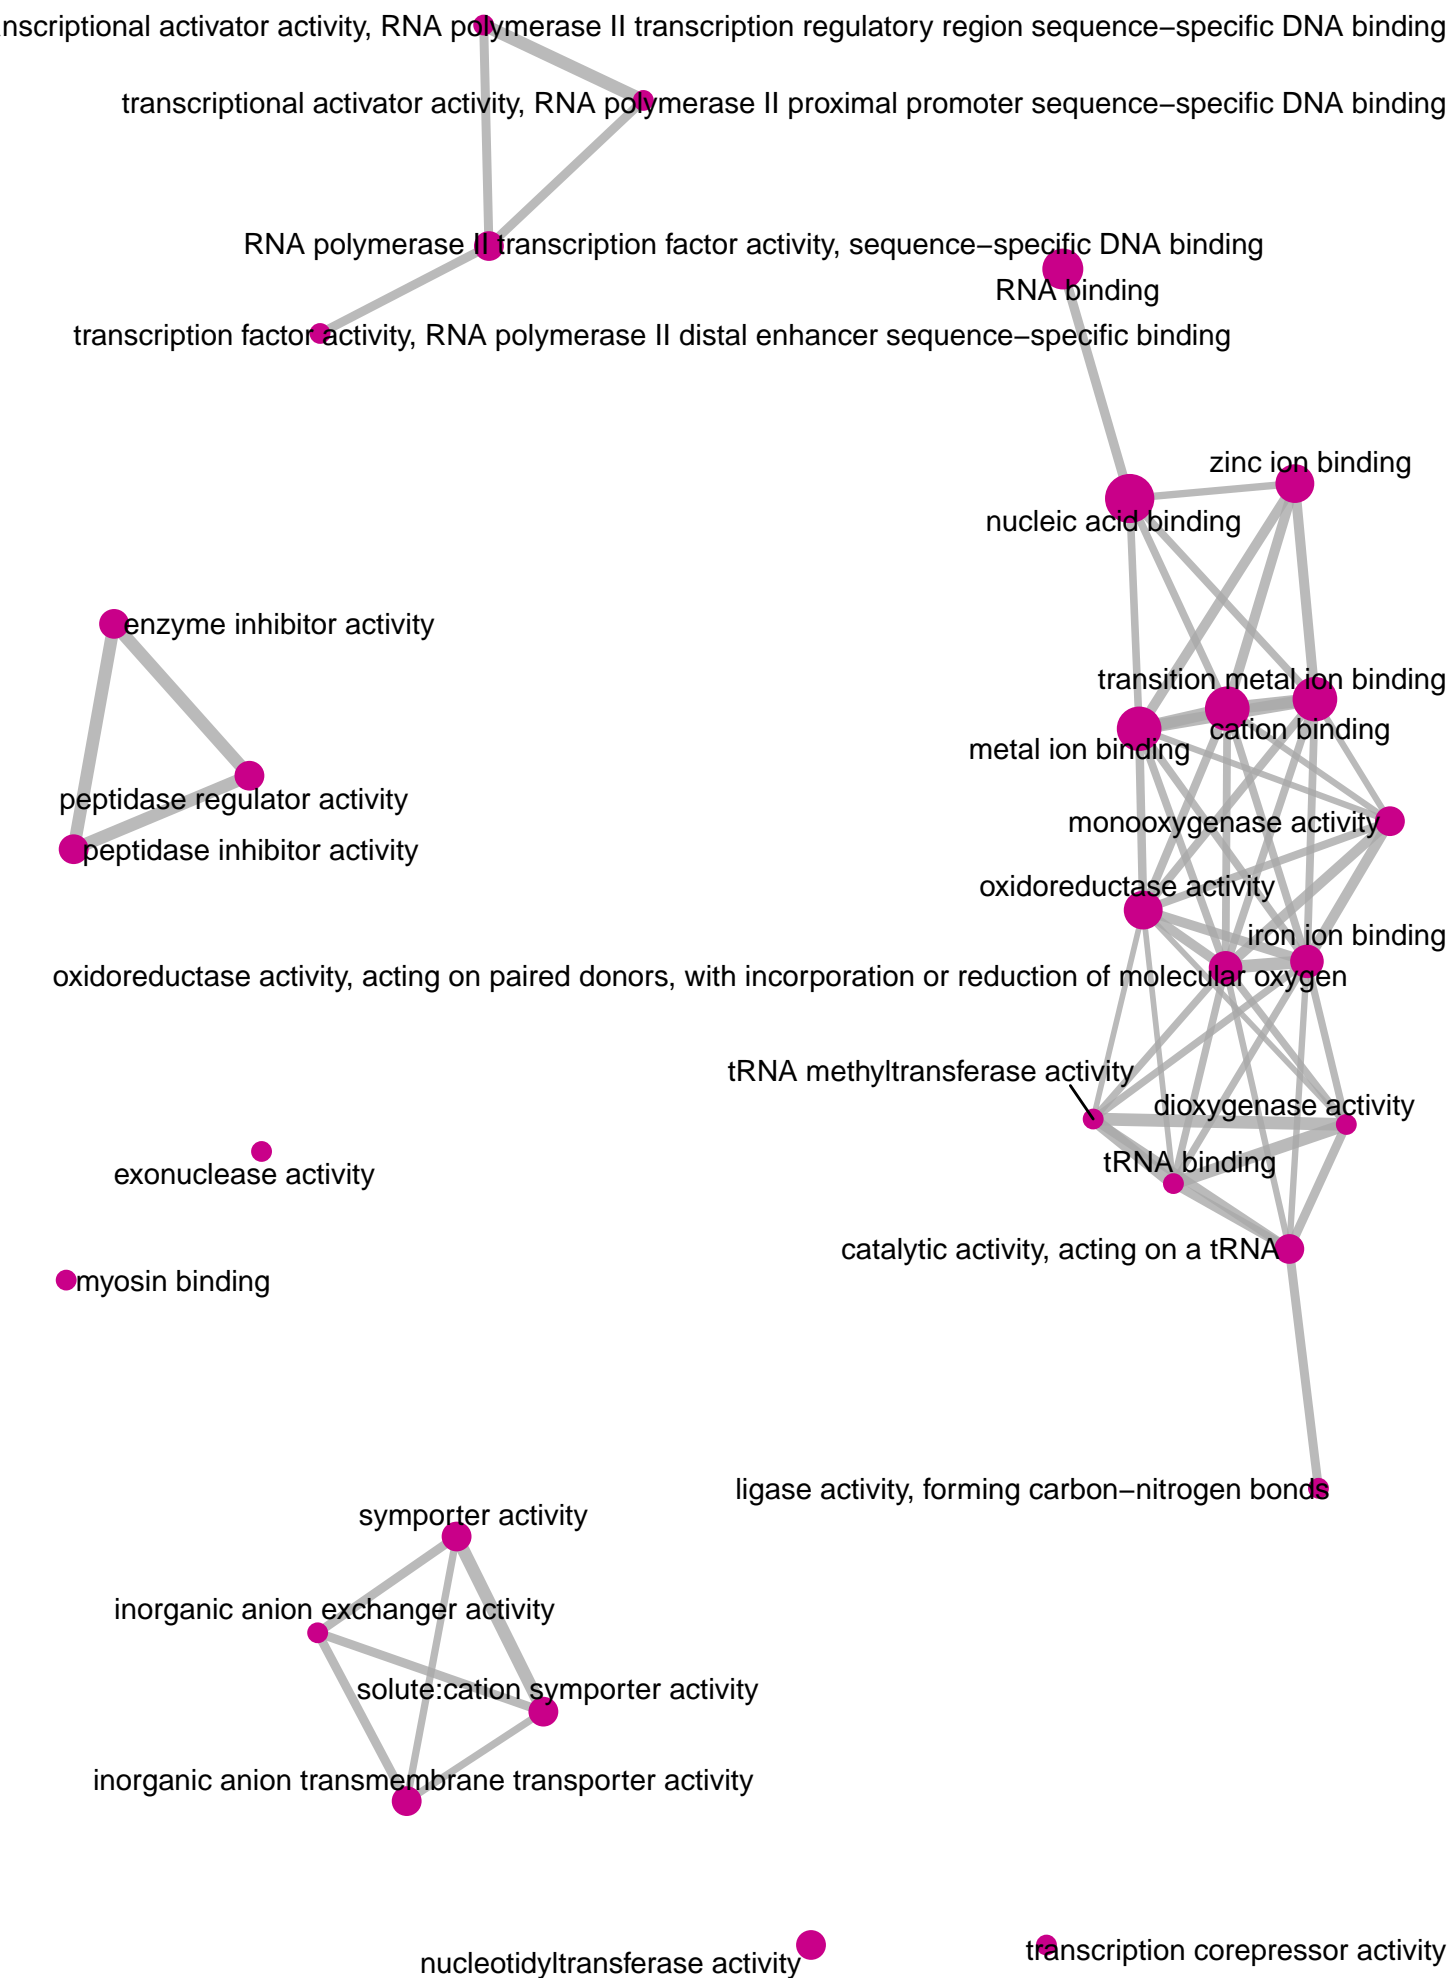 nscriptional activator activity, RNA polymerase II transcription regulatory region sequence−specific DNA binding
transcriptional activator activity, RNA polymerase II proximal promoter sequence−specific DNA binding
RNA polymerase II transcription factor activity, sequence−specific DNA binding
RNA binding
transcription factor activity, RNA polymerase II distal enhancer sequence−specific binding
zinc ion binding
nucleic acid binding
enzyme inhibitor activity
transition metal ion binding
cation binding
metal ion binding
peptidase regulator activity
monooxygenase activity
peptidase inhibitor activity
oxidoreductase activity
iron ion binding
oxidoreductase activity, acting on paired donors, with incorporation or reduction of molecular oxygen
tRNA methyltransferase activity
dioxygenase activity
tRNA binding
exonuclease activity
catalytic activity, acting on a tRNA
myosin binding
ligase activity, forming carbon−nitrogen bonds
symporter activity
inorganic anion exchanger activity
solute:cation symporter activity
inorganic anion transmembrane transporter activity
transcription corepressor activity
nucleotidyltransferase activity